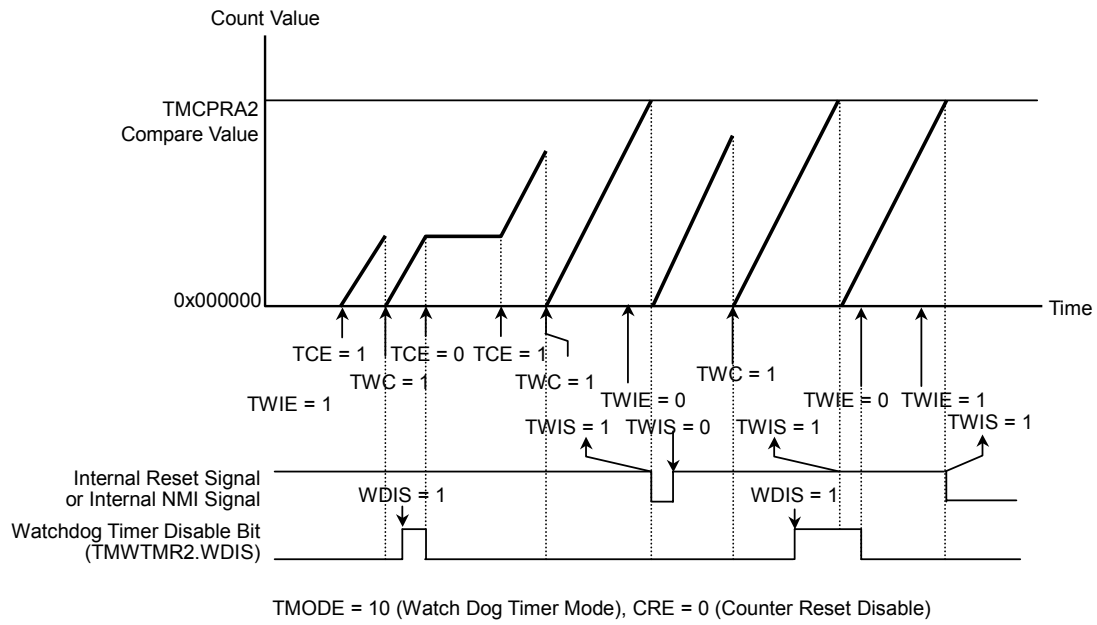 Count Value
TMCPRA2
Compare Value
0x000000
Time
TCE = 1
TCE = 0
TCE = 1
TWC = 1
TWC = 1
TWC = 1
TWIE = 1
TWIE = 0
TWIE = 0
TWIE = 1
TWIS = 1
TWIS = 0
TWIS = 1
TWIS = 1
Internal Reset Signal
or Internal NMI Signal
WDIS = 1
WDIS = 1
Watchdog Timer Disable Bit
(TMWTMR2.WDIS)
TMODE = 10 (Watch Dog Timer Mode), CRE = 0 (Counter Reset Disable)